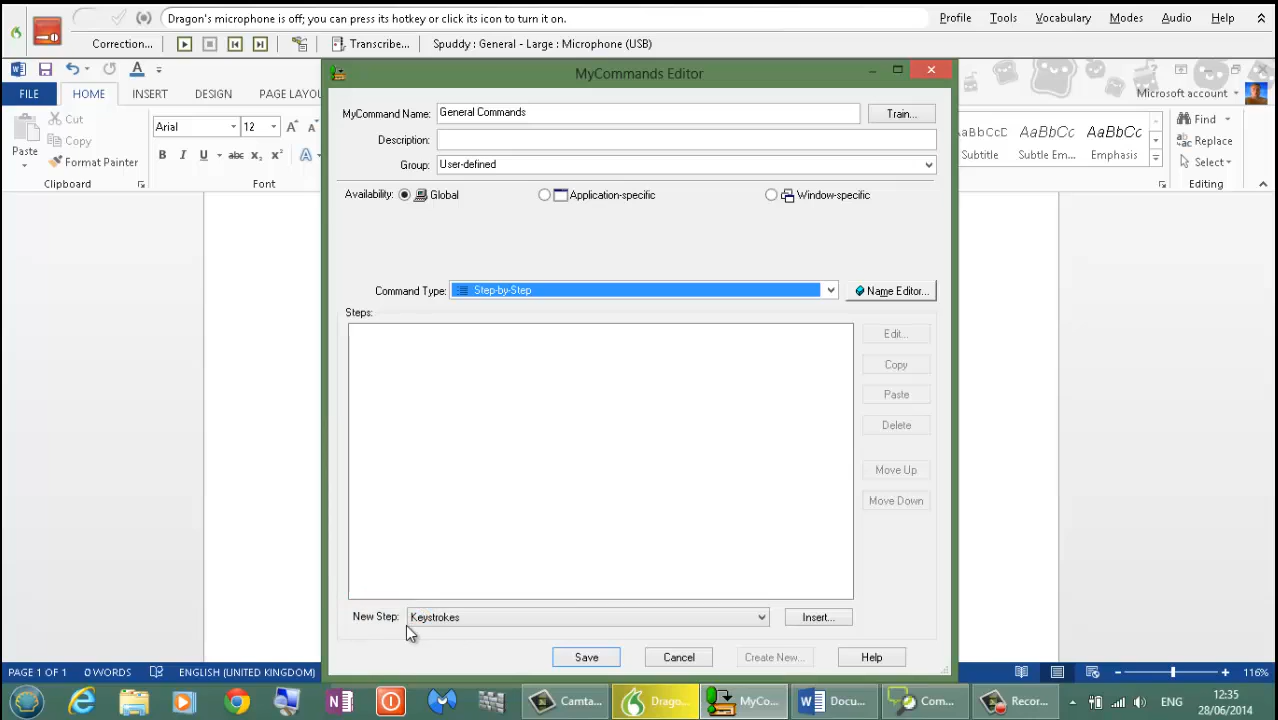 Dragon's microphone is off; you can press its hotkey or click its icon to turn it on.
Profile Tools Vocabulary Modes Audio Help
Correction... Transcribe... Spuddy : General - Large : Microphone (USB)
MyCommands Editor
FILE HOME INSERT DESIGN PAGE LAYOU
Microsoft account
MyCommand Name: General Commands Train...
Description:
Group: User-defined
Availability: Global Application-specific Window-specific
Paste Cut
Copy
Format Painter
Clipboard
Arial 12 A A
B I U abc X₂ X² A
Font
AaBbCcD AaBbCc AaBbCc
Subtitle Subtle Em... Emphasis
Find
Replace
Select
Editing
Command Type: Step-by-Step Name Editor...
Steps:
Edit...
Copy
Paste
Delete
Move Up
Move Down
New Step: Keystrokes Insert...
Save Cancel Create New... Help
PAGE 1 OF 1 0 WORDS ENGLISH (UNITED KINGDOM) 116%
Camta... Drago... MyCo... Docu... Com... Recor... ENG
12:35
28/06/2014